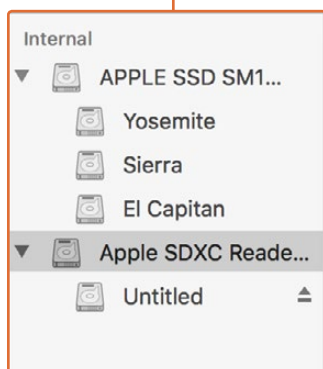 Internal
APPLE SSD SM1...
Yosemite
Sierra
El Capitan
Apple SDXC Reade...
Untitled